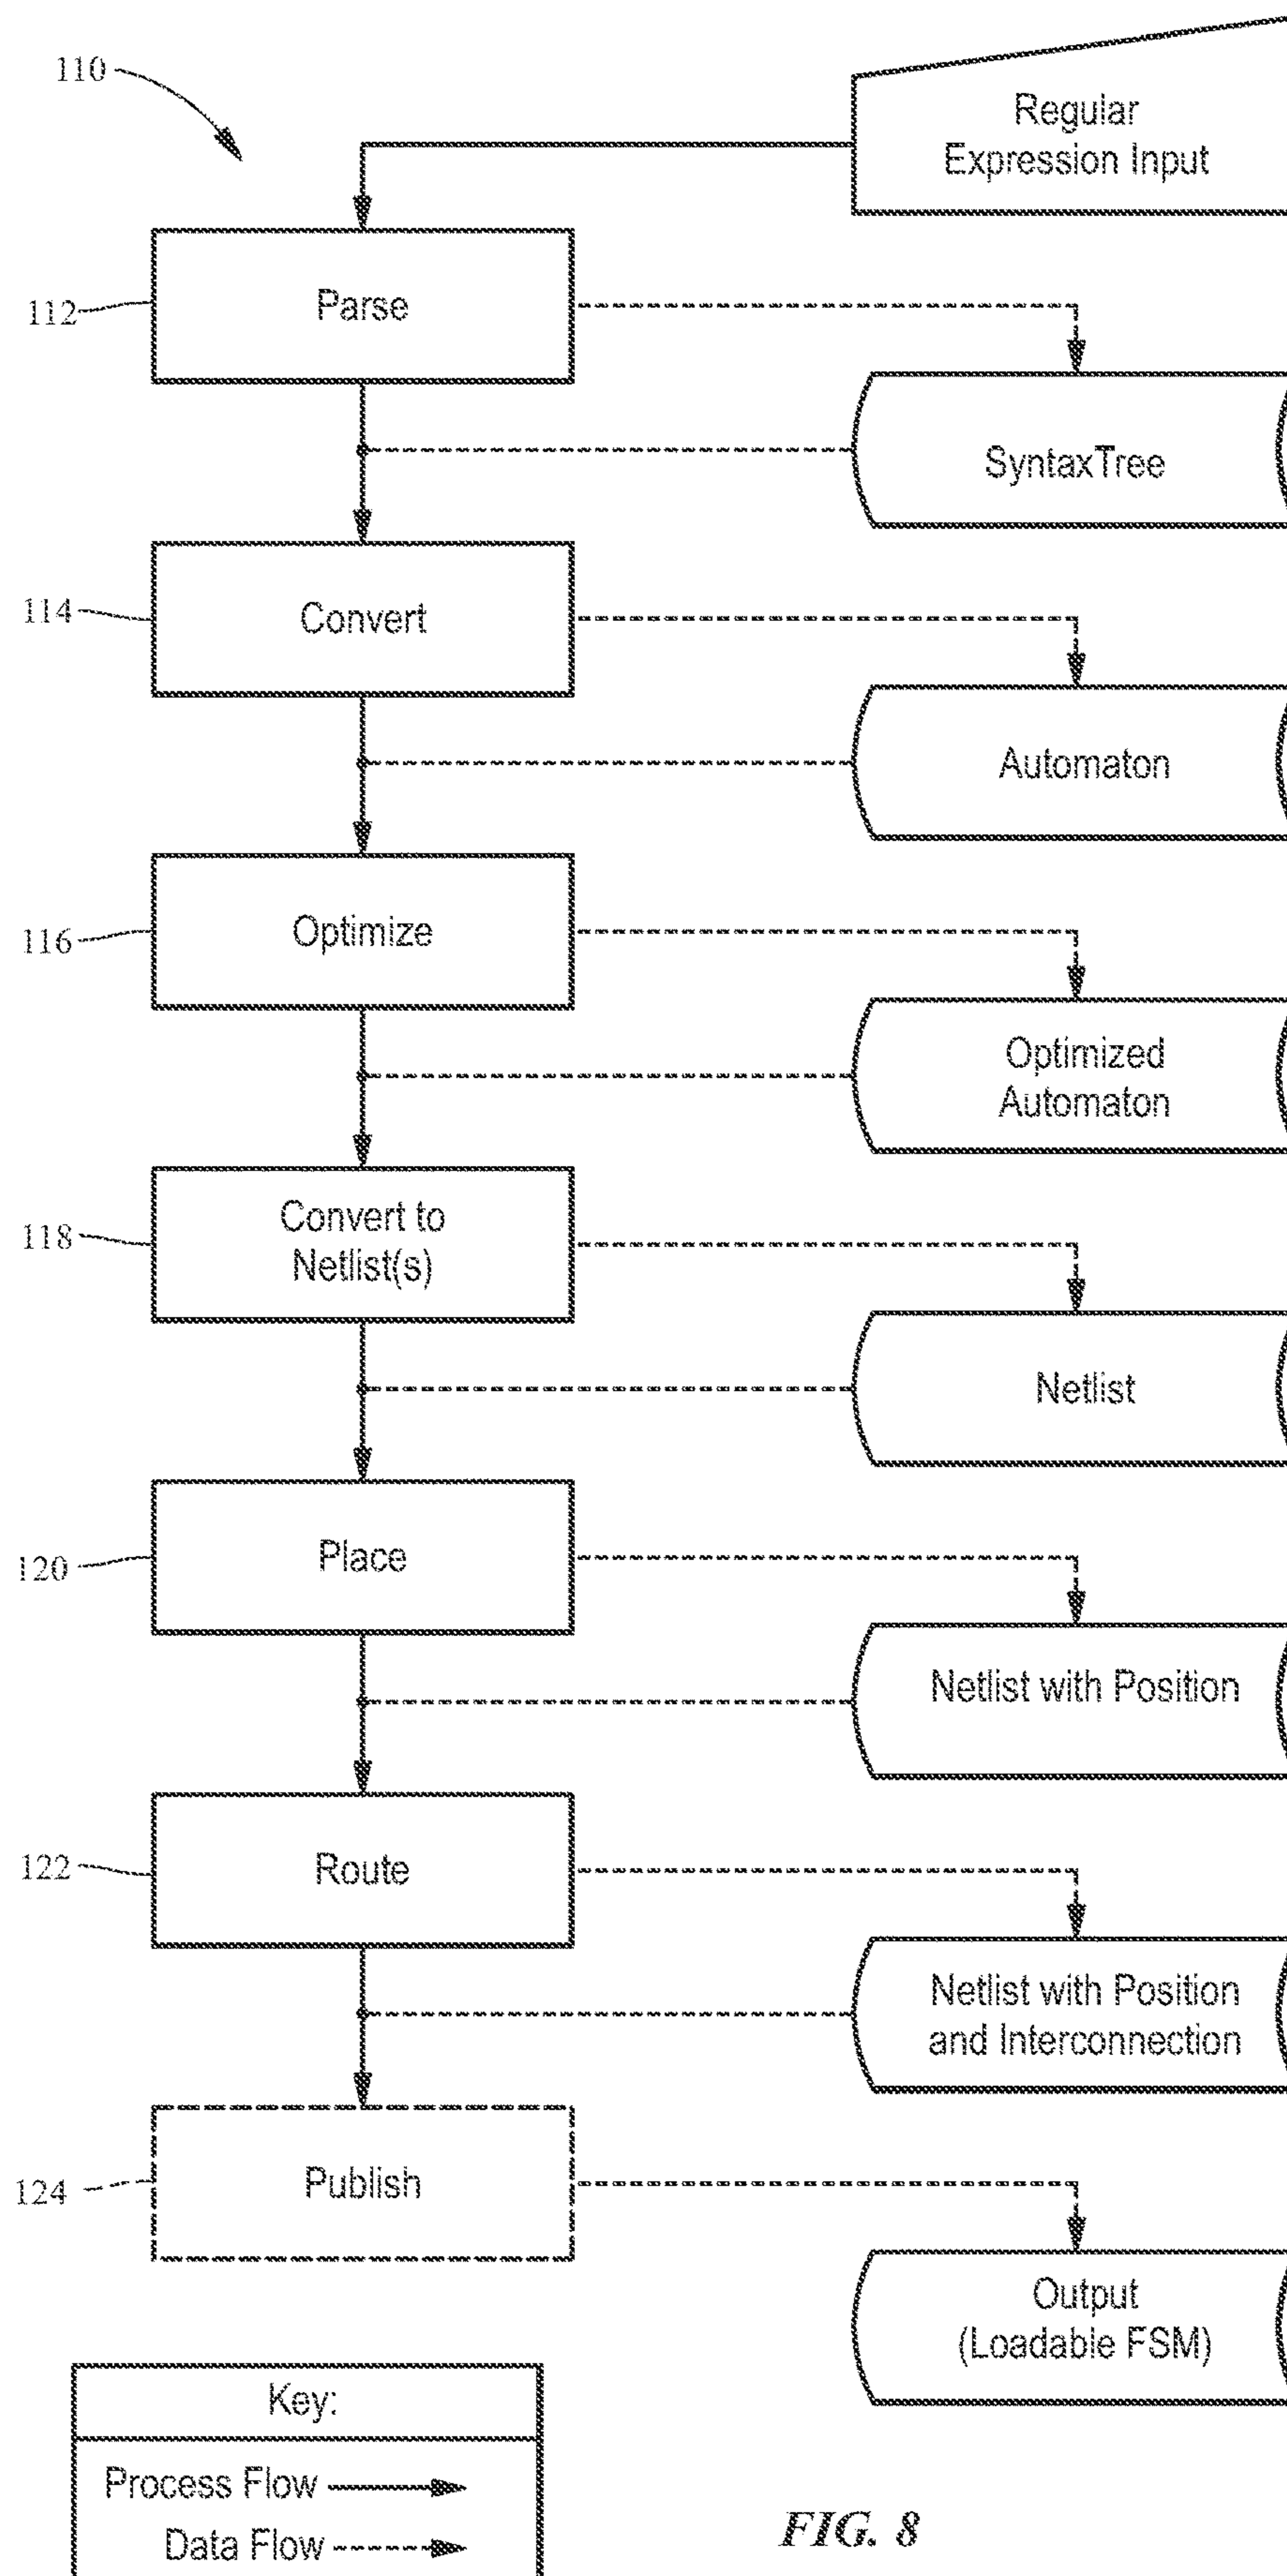 110
Regular
Expression Input
112
Parse
SyntaxTree
114
Convert
Automaton
116
Optimize
Optimized
Automaton
118
Convert to
Netlist(s)
Netlist
120
Place
Netlist with Position
122
Route
Netlist with Position
and Interconnection
124
Publish
Output
(Loadable FSM)
Key:
Process Flow
Data Flow
FIG. 8